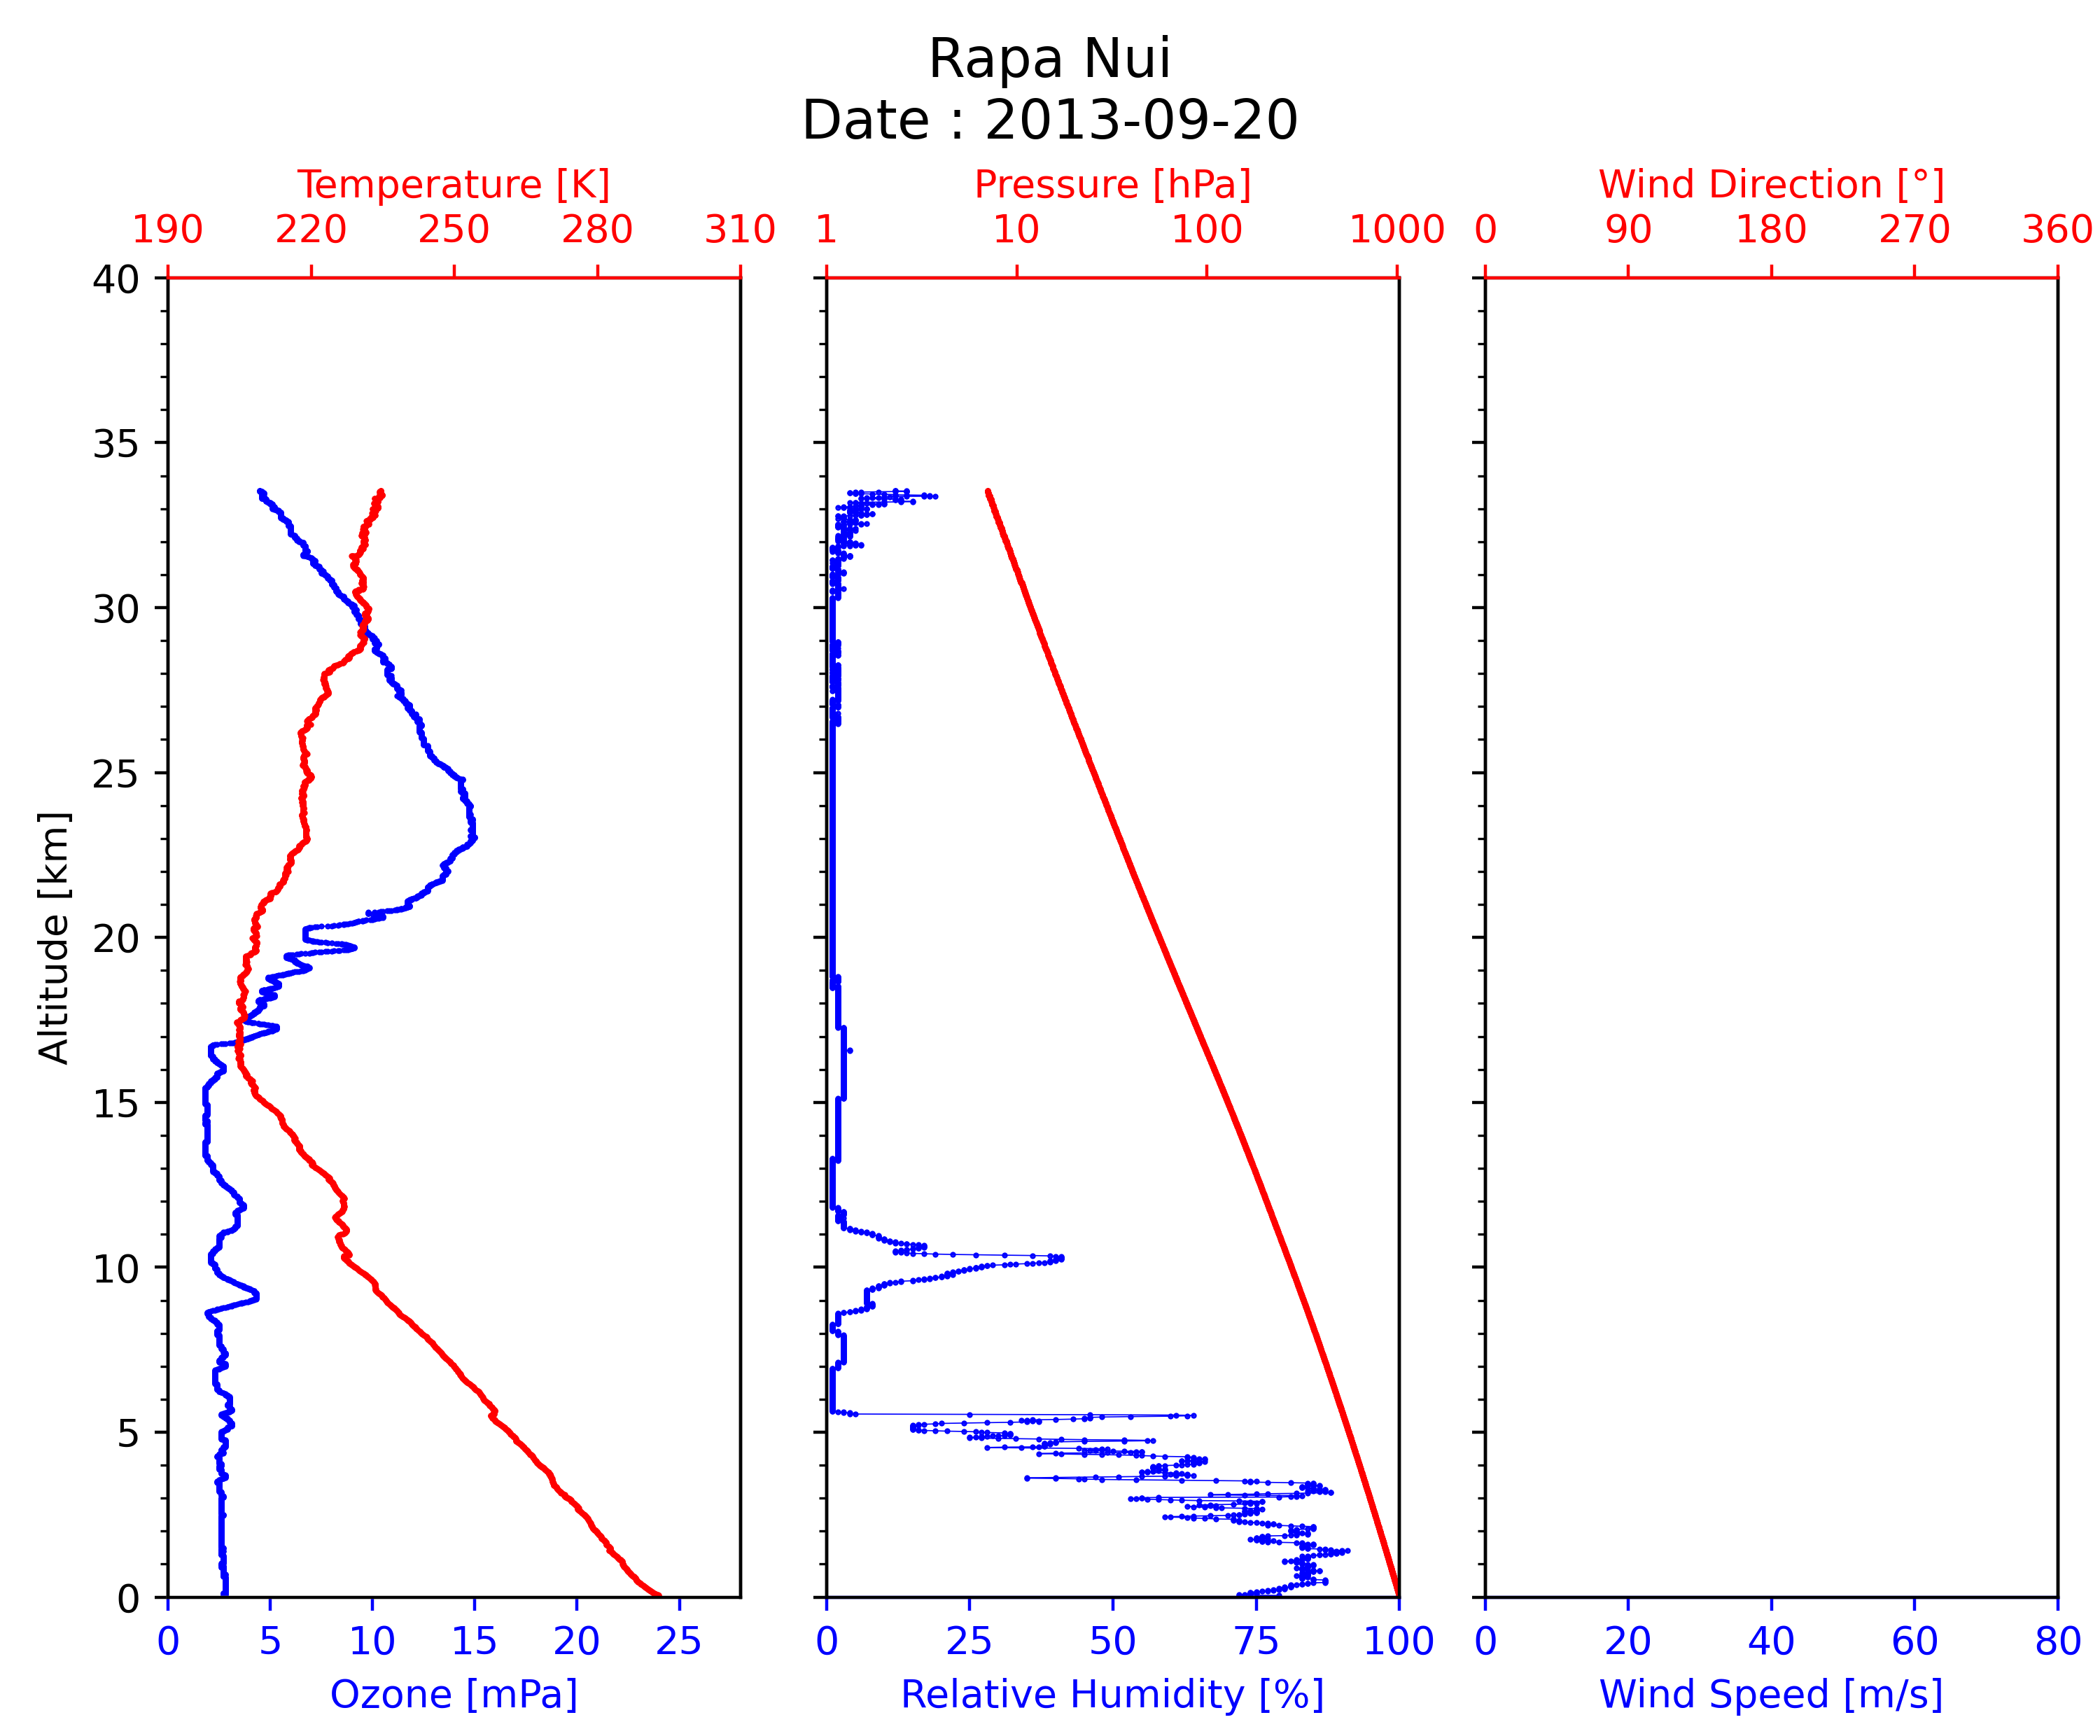 Rapa Nui
Date : 2013-09-20
Temperature [K]
190 220 250 280 310
Pressure [hPa]
1 10 100 1000
Wind Direction [°]
0 90 180 270 360
Altitude [km]
40
35
30
25
20
15
10
5
0
0 5 10 15 20 25
Ozone [mPa]
0 25 50 75 100
Relative Humidity [%]
0 20 40 60 80
Wind Speed [m/s]